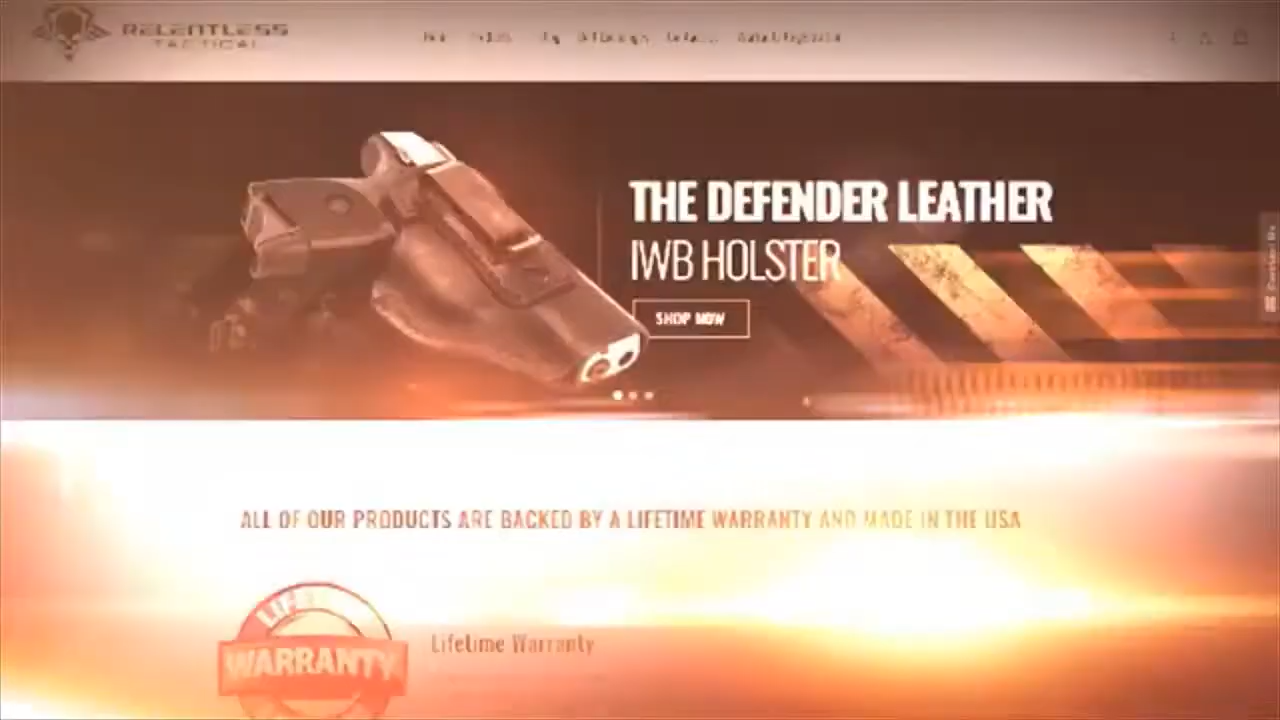 RELENTLESS
TACTICAL
THE DEFENDER LEATHER
IWB HOLSTER
SHOP NOW
ALL OF OUR PRODUCTS ARE BACKED BY A LIFETIME WARRANTY AND MADE IN THE USA
WARRANTY
Lifetime Warranty